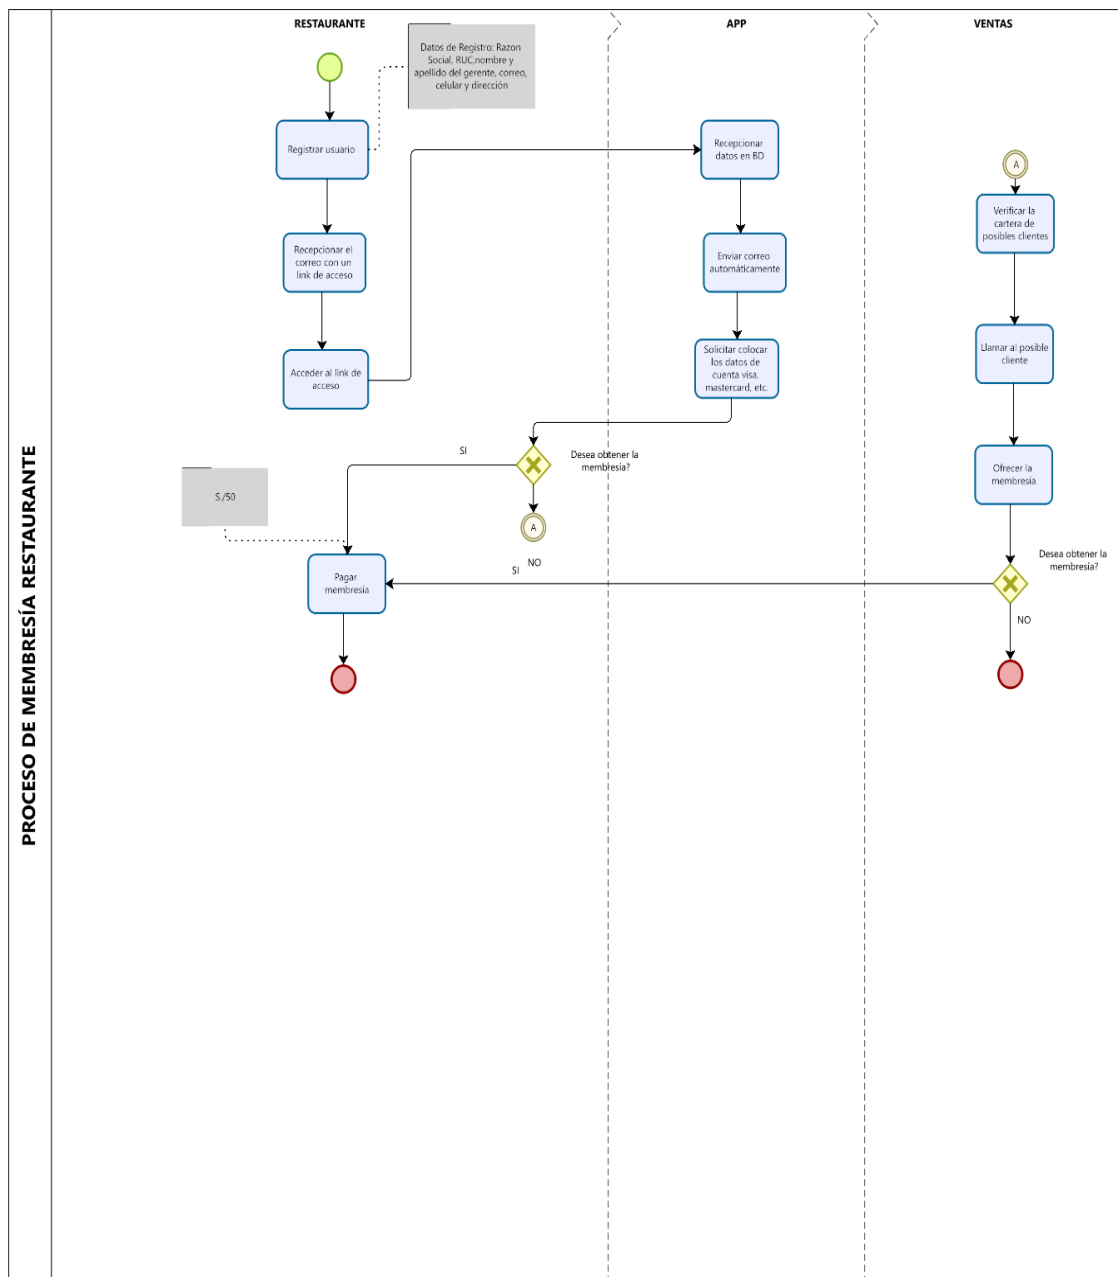 PROCESO DE MEMBRESÍA RESTAURANTE
RESTAURANTE
APP
VENTAS
Datos de Registro: Razon
Social, RUC,nombre y
apellido del gerente, correo,
celular y dirección
Registrar usuario
Recepcionar
datos en BD
A
Verificar la
cartera de
posibles clientes
Recepcionar el
correo con un
link de acceso
Enviar correo
automáticamente
Acceder al link de
acceso
Solicitar colocar
los datos de
cuenta visa,
mastercard, etc.
Llamar al posible
cliente
SI
Desea obtener la
membresía?
Ofrecer la
membresía
S./50
A
NO
Pagar
membresía
SI
Desea obtener la
membresía?
NO